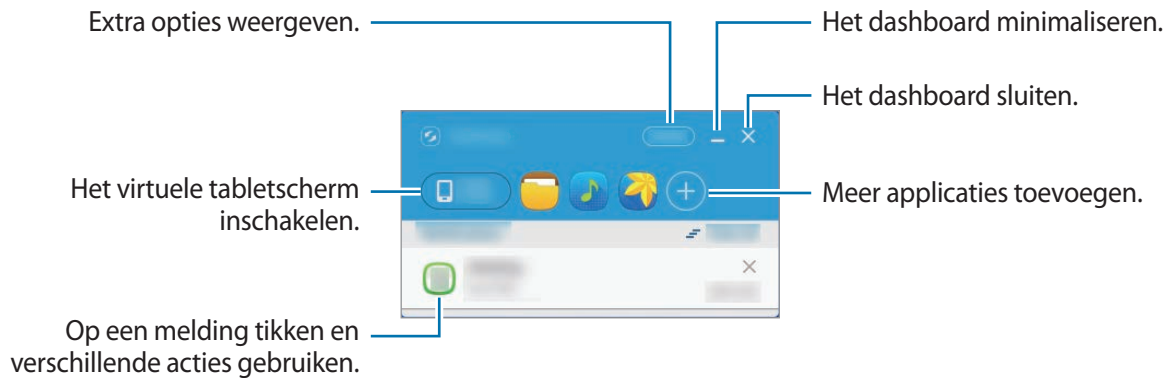 Extra opties weergeven.
Het dashboard minimaliseren.
Het dashboard sluiten.
Het virtuele tabletscherm
inschakelen.
Meer applicaties toevoegen.
Op een melding tikken en
verschillende acties gebruiken.